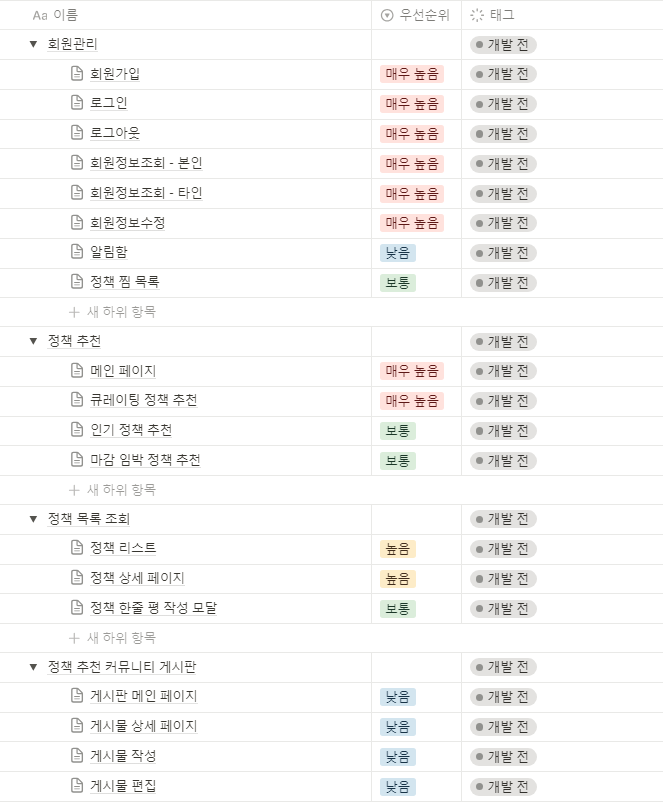 Aa 이름 우선순위 태그
회원관리 개발 전
회원가입 매우 높음 개발 전
로그인 매우 높음 개발 전
로그아웃 매우 높음 개발 전
회원정보조회 - 본인 매우 높음 개발 전
회원정보조회 - 타인 매우 높음 개발 전
회원정보수정 매우 높음 개발 전
알림함 낮음 개발 전
정책 찜 목록 보통 개발 전
새 하위 항목
정책 추천 개발 전
메인 페이지 매우 높음 개발 전
큐레이팅 정책 추천 매우 높음 개발 전
인기 정책 추천 보통 개발 전
마감 임박 정책 추천 보통 개발 전
새 하위 항목
정책 목록 조회 개발 전
정책 리스트 높음 개발 전
정책 상세 페이지 높음 개발 전
정책 한줄 평 작성 모달 보통 개발 전
새 하위 항목
정책 추천 커뮤니티 게시판 개발 전
게시판 메인 페이지 낮음 개발 전
게시물 상세 페이지 낮음 개발 전
게시물 작성 낮음 개발 전
게시물 편집 낮음 개발 전